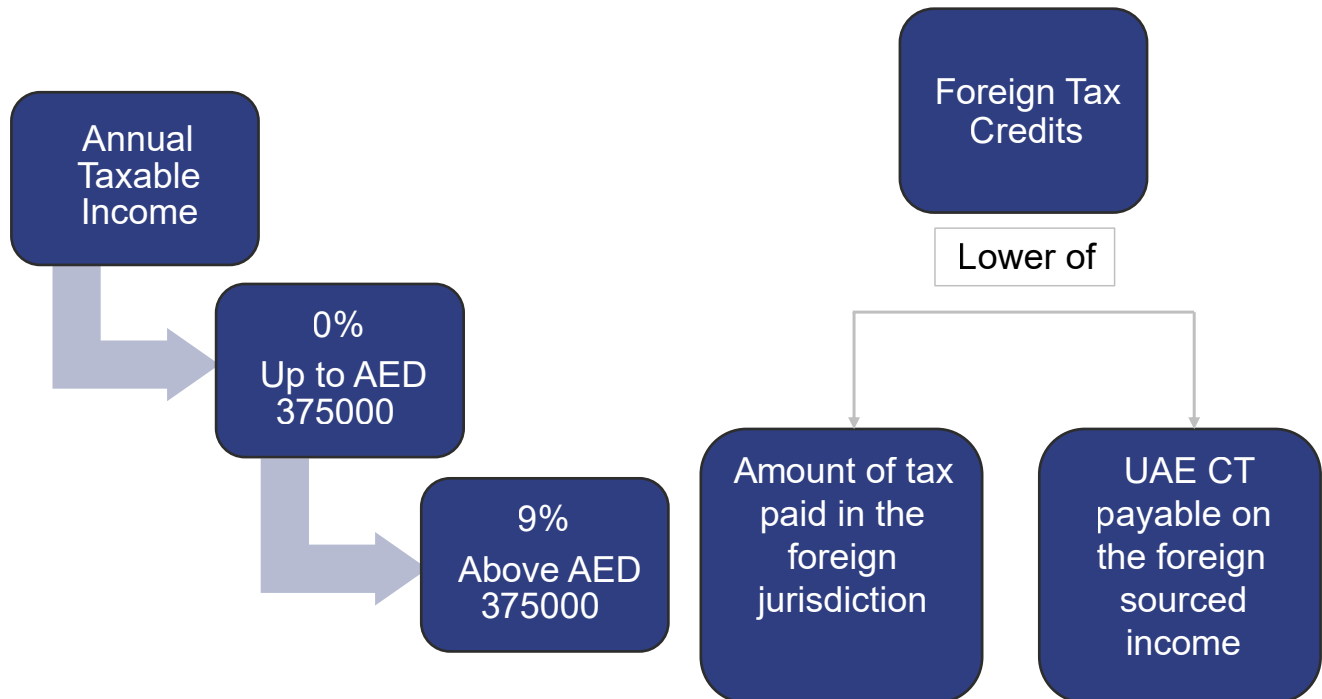 Annual
Taxable
Income
0%
Up to AED
375000
9%
Above AED
375000
Foreign Tax
Credits
Lower of
Amount of tax
paid in the
foreign
jurisdiction
UAE CT
payable on
the foreign
sourced
income